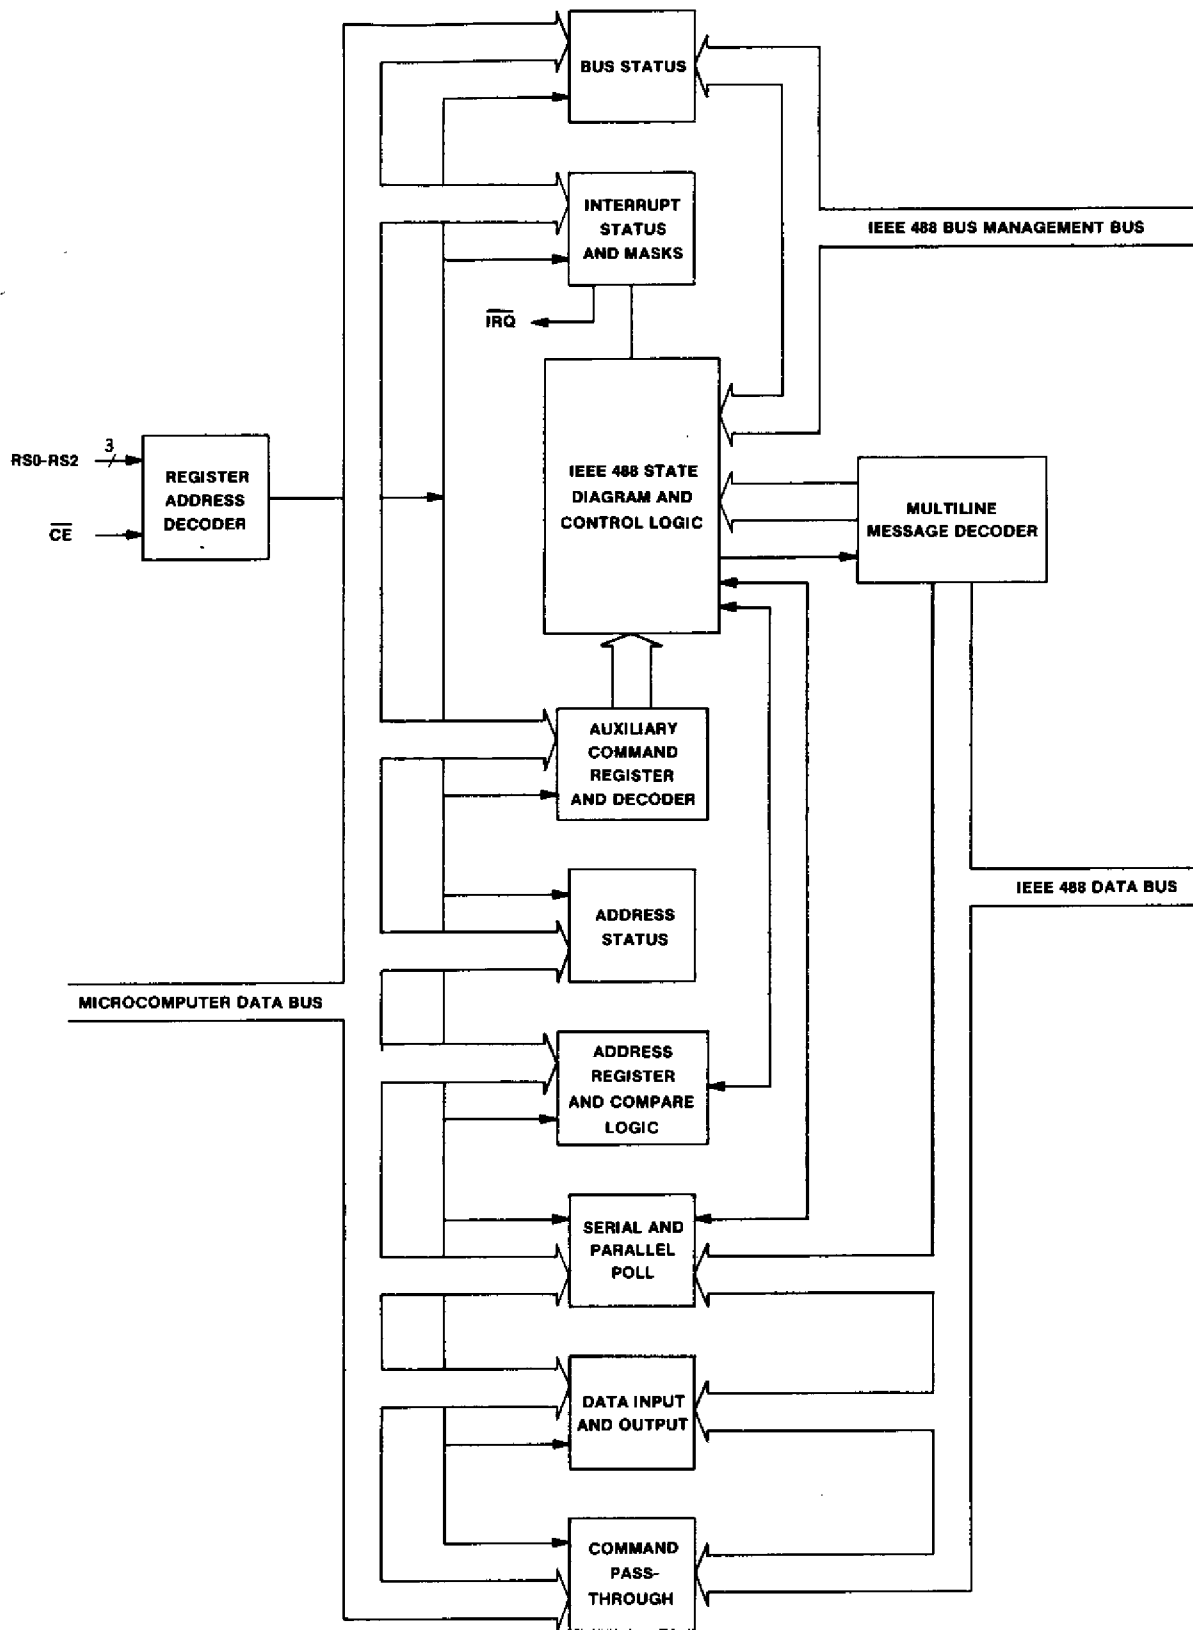 BUS STATUS
INTERRUPT
STATUS
AND MASKS
IEEE 488 BUS MANAGEMENT BUS
IRQ
RS0-RS2
3
CE
REGISTER
ADDRESS
DECODER
IEEE 488 STATE
DIAGRAM AND
CONTROL LOGIC
MULTILINE
MESSAGE DECODER
AUXILIARY
COMMAND
REGISTER
AND DECODER
ADDRESS
STATUS
IEEE 488 DATA BUS
MICROCOMPUTER DATA BUS
ADDRESS
REGISTER
AND COMPARE
LOGIC
SERIAL AND
PARALLEL
POLL
DATA INPUT
AND OUTPUT
COMMAND
PASS-
THROUGH